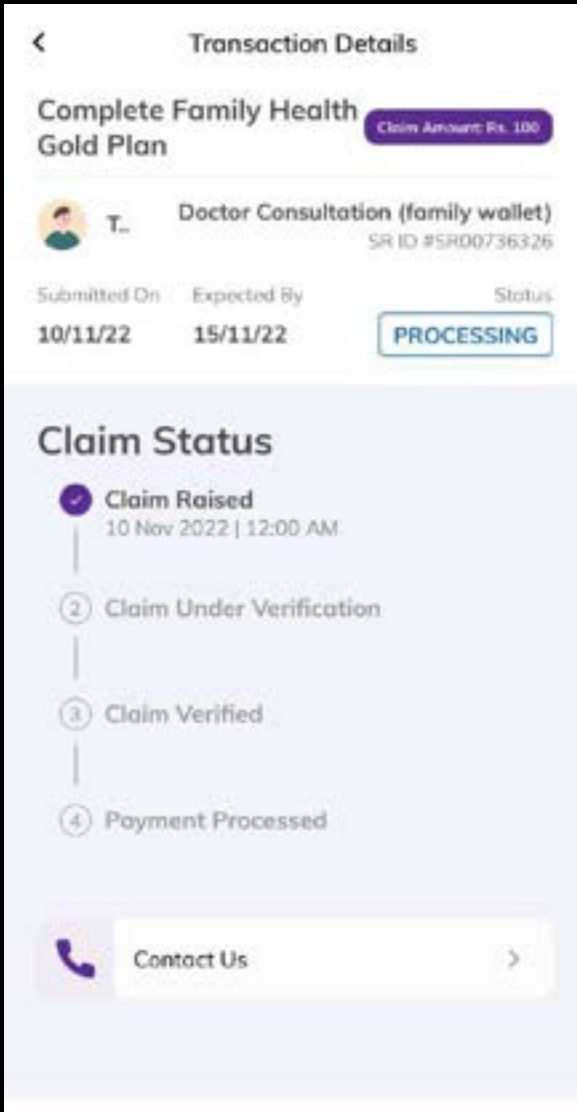 Transaction Details
Complete Family Health
Gold Plan
Claim Amount: Rs. 100
T..
Doctor Consultation (family wallet)
SR ID #SR00736326
Submitted On
Expected By
Status
10/11/22
15/11/22
PROCESSING
Claim Status
Claim Raised
10 Nov 2022 | 12:00 AM
2 Claim Under Verification
3 Claim Verified
4 Payment Processed
Contact Us